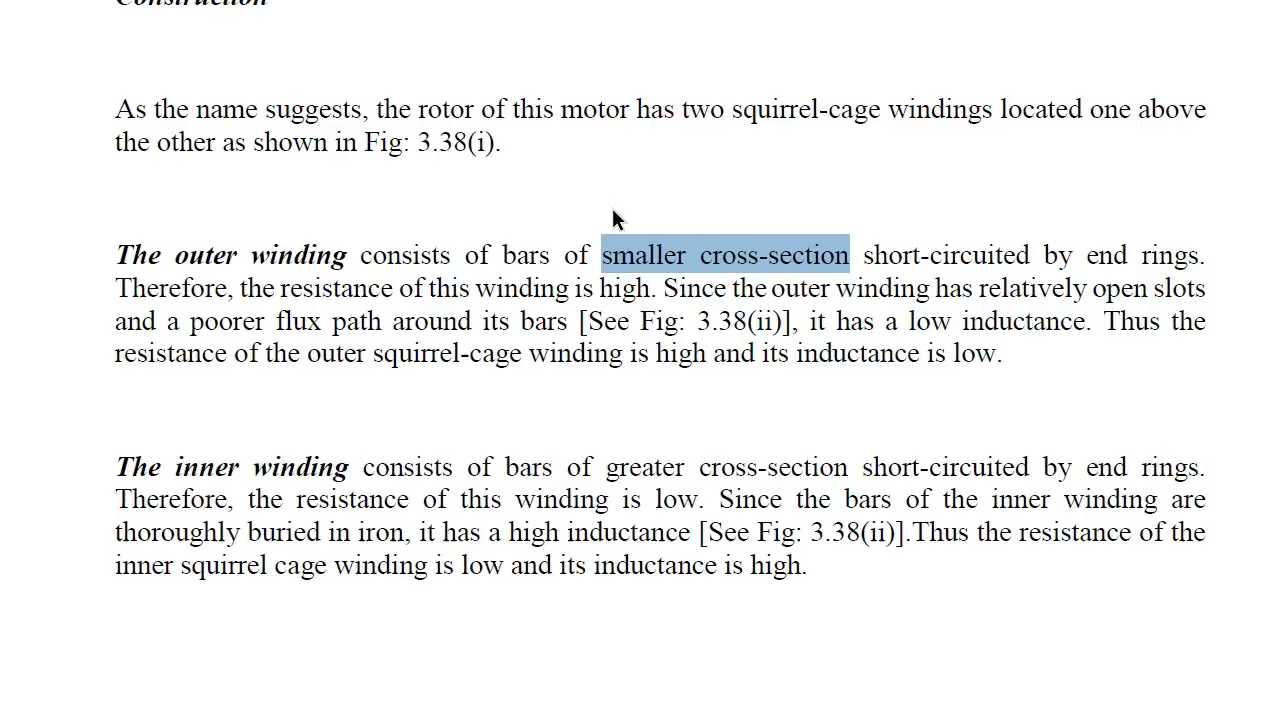 Construction
As the name suggests, the rotor of this motor has two squirrel-cage windings located one above
the other as shown in Fig: 3.38(i).
The outer winding consists of bars of smaller cross-section short-circuited by end rings.
Therefore, the resistance of this winding is high. Since the outer winding has relatively open slots
and a poorer flux path around its bars [See Fig: 3.38(ii)], it has a low inductance. Thus the
resistance of the outer squirrel-cage winding is high and its inductance is low.
The inner winding consists of bars of greater cross-section short-circuited by end rings.
Therefore, the resistance of this winding is low. Since the bars of the inner winding are
thoroughly buried in iron, it has a high inductance [See Fig: 3.38(ii)].Thus the resistance of the
inner squirrel cage winding is low and its inductance is high.